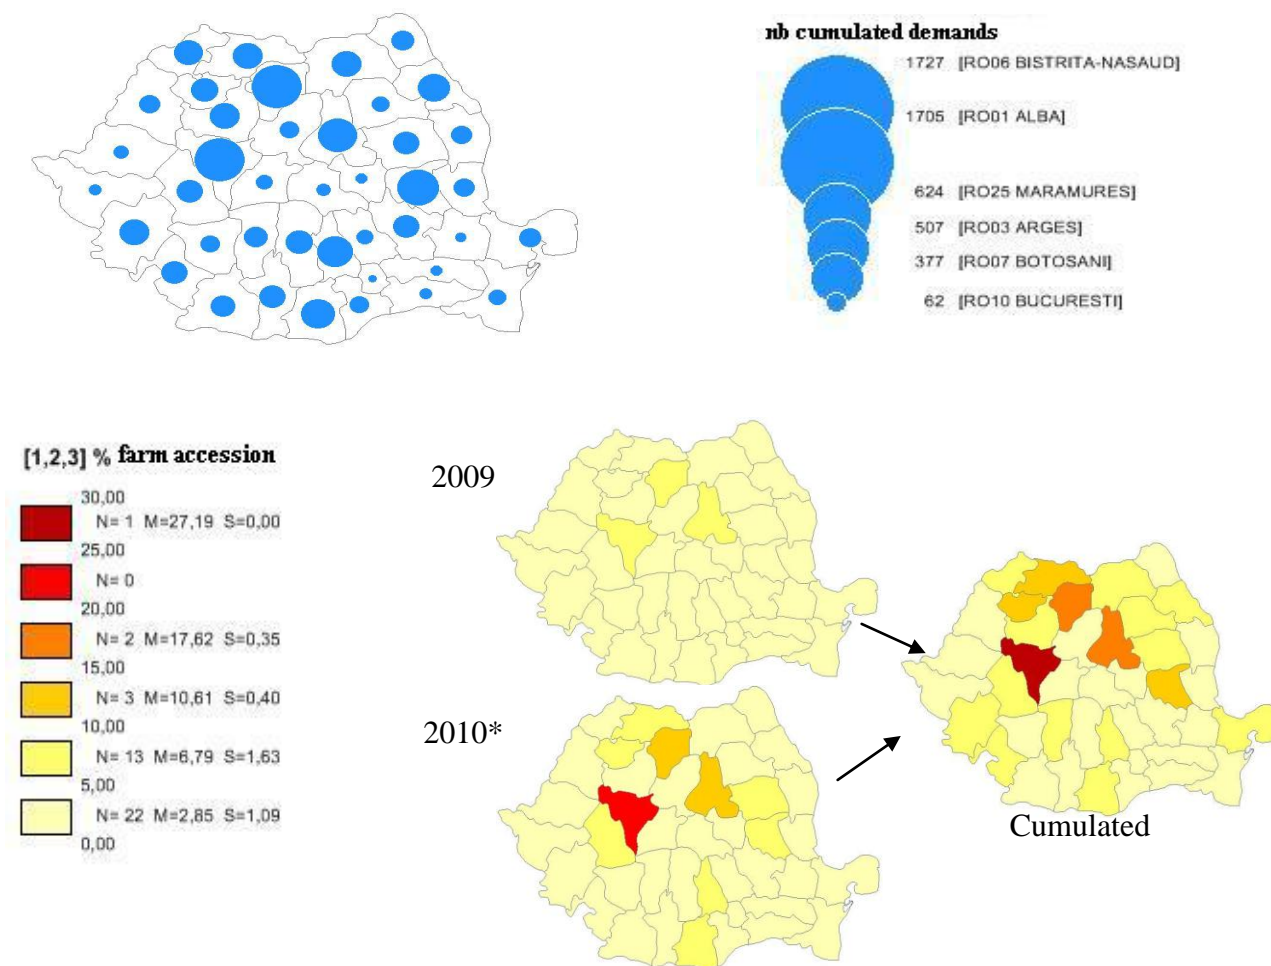 nb cumulated demands
1727 [RO06 BISTRITA-NASAUD]
1705 [RO01 ALBA]
624 [RO25 MARAMURES]
507 [RO03 ARGES]
377 [RO07 BOTOSANI]
62 [RO10 BUCURESTI]
[1,2,3] % farm accession
30,00
N= 1 M=27,19 S=0,00
25,00
N= 0
20,00
N= 2 M=17,62 S=0,35
15,00
N= 3 M=10,61 S=0,40
10,00
N= 13 M=6,79 S=1,63
5,00
N= 22 M=2,85 S=1,09
0,00
2009
2010*
Cumulated